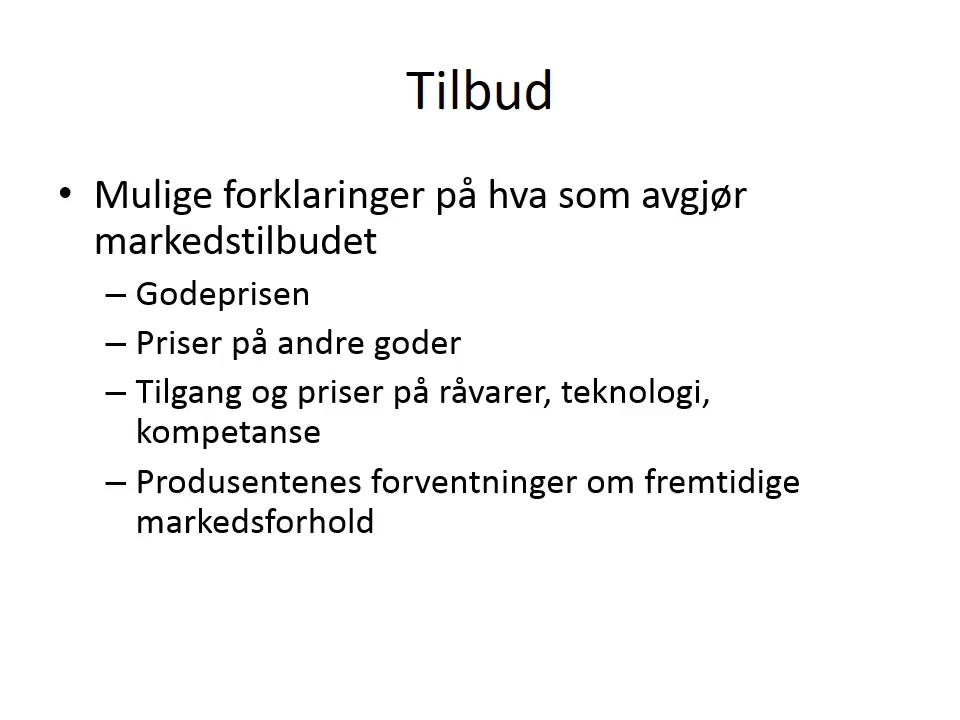 Tilbud
• Mulige forklaringer på hva som avgjør
markedstilbudet
– Godeprisen
– Priser på andre goder
– Tilgang og priser på råvarer, teknologi,
kompetanse
– Produsentenes forventninger om fremtidige
markedsforhold